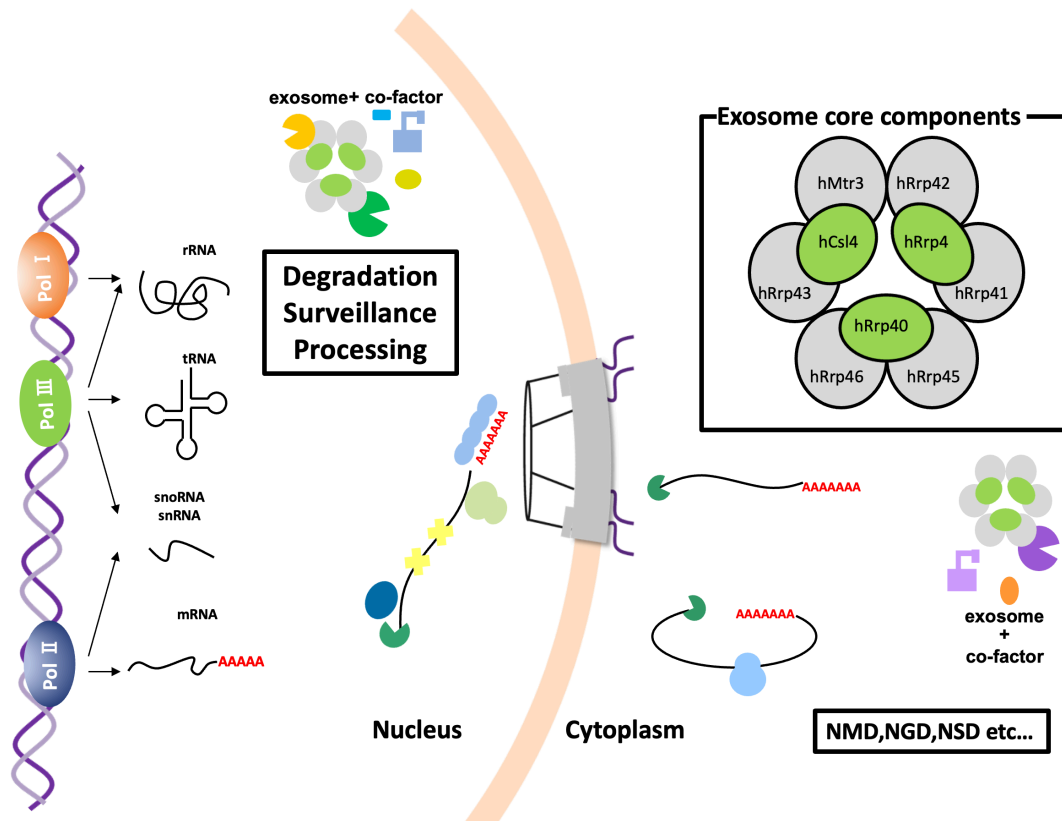 exosome+ co-factor
Exosome core components
hMtr3
hRrp42
hCsl4
hRrp4
hRrp43
hRrp41
hRrp40
hRrp46
hRrp45
Pol Ⅰ
rRNA
Degradation
Surveillance
Processing
Pol Ⅲ
tRNA
AAAAAAA
AAAAAAA
snoRNA
snRNA
AAAAAAA
mRNA
Pol Ⅱ
AAAAA
exosome
+
co-factor
Nucleus
Cytoplasm
NMD,NGD,NSD etc...